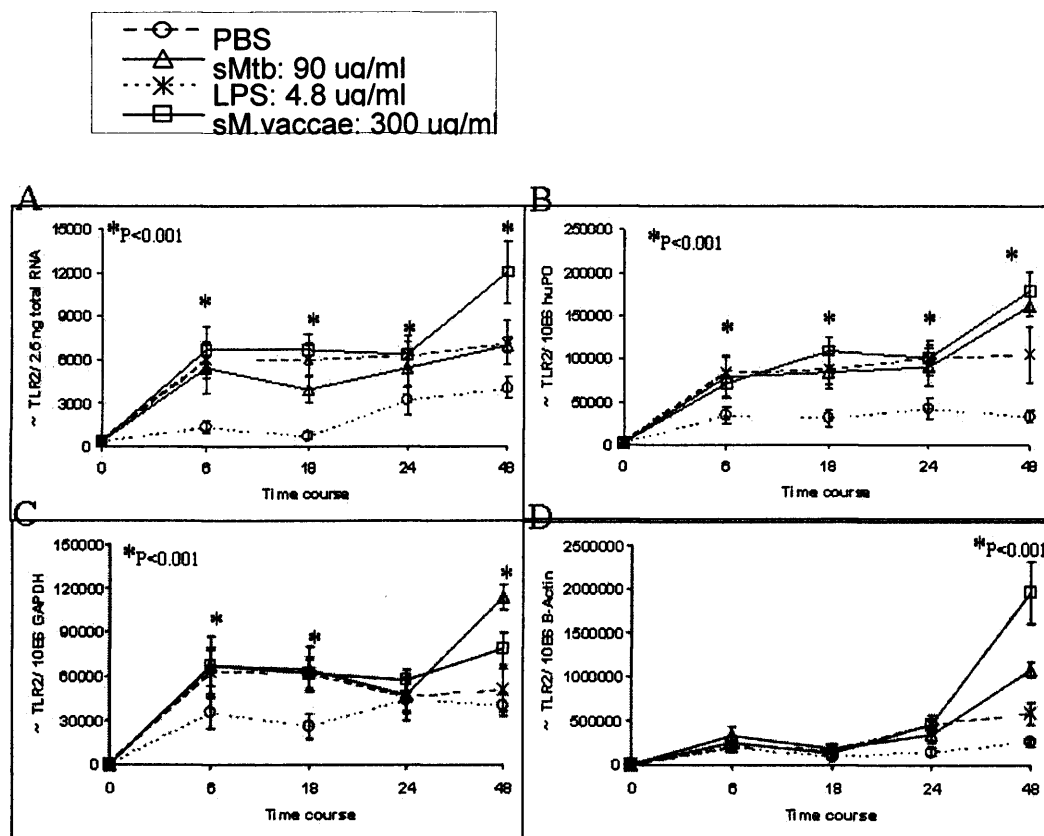 PBS
sMtb: 90 ug/ml
LPS: 4.8 ug/ml
sM.vaccae: 300 ug/ml
A
*P<0.001
~ TLR2/ 2.5 ng total RNA
15000
12000
9000
6000
3000
0
* * * *
0 6 18 24 48
Time course
B
*P<0.001
~ TLR2/ 10E6 huPO
250000
200000
150000
100000
50000
0
* * * *
0 6 18 24 48
Time course
C
*P<0.001
~ TLR2/ 10E6 GAPDH
150000
120000
90000
60000
30000
0
* * *
0 6 18 24 48
Time course
D
*P<0.001
~ TLR2/ 10E6 B-Actin
2500000
2000000
1500000
1000000
500000
0
0 6 18 24 48
Time course